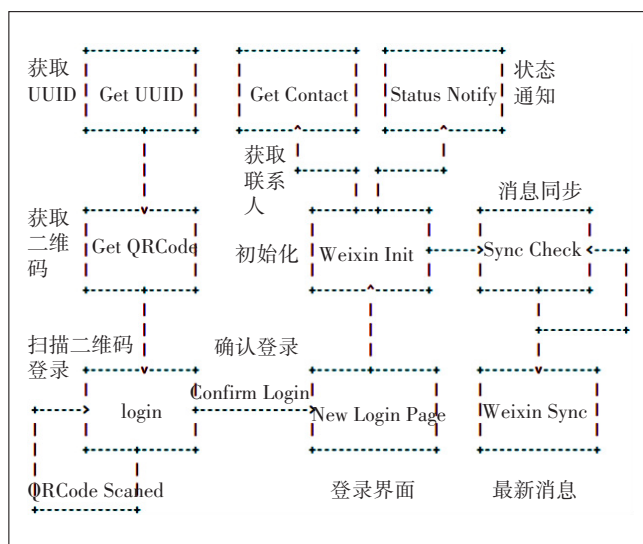 获取
UUID
Get UUID
Get Contact
Status Notify
状态
通知
获取
联系
人
消息同步
获取
二维
码
Get QRCode
初始化
Weixin Init
Sync Check
扫描二维码
登录
确认登录
Confirm Login
login
New Login Page
Weixin Sync
QRCode Scaned
登录界面
最新消息